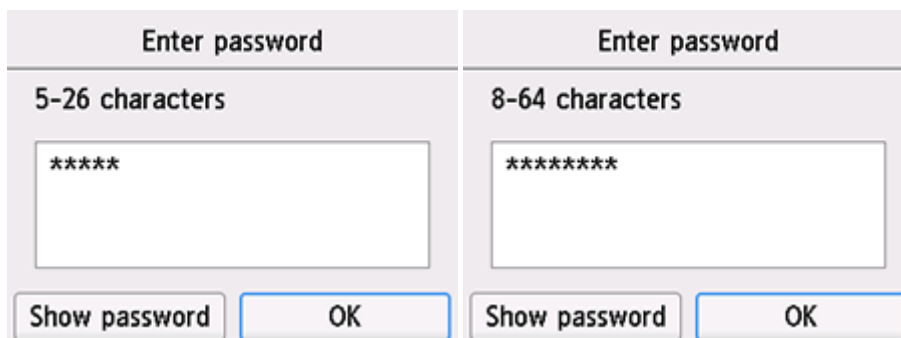 Enter password
5-26 characters
*****
Show password
OK
Enter password
8-64 characters
********
Show password
OK